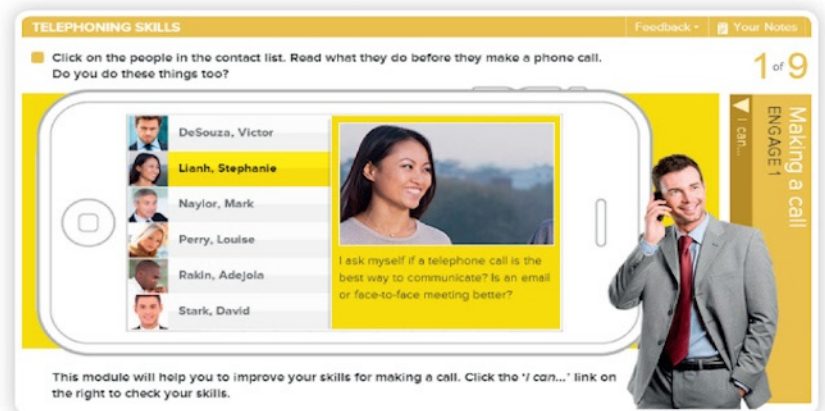 TELEPHONING SKILLS
Feedback
Your Notes
Click on the people in the contact list. Read what they do before they make a phone call.
Do you do these things too?
1 of 9
DeSouza, Victor
Lianh, Stephanie
Naylor, Mark
Perry, Louise
Rakin, Adejola
Stark, David
I ask myself if a telephone call is the
best way to communicate? Is an email
or face-to-face meeting better?
Making a call
ENGAGE 1
I can...
This module will help you to improve your skills for making a call. Click the 'I can...' link on
the right to check your skills.